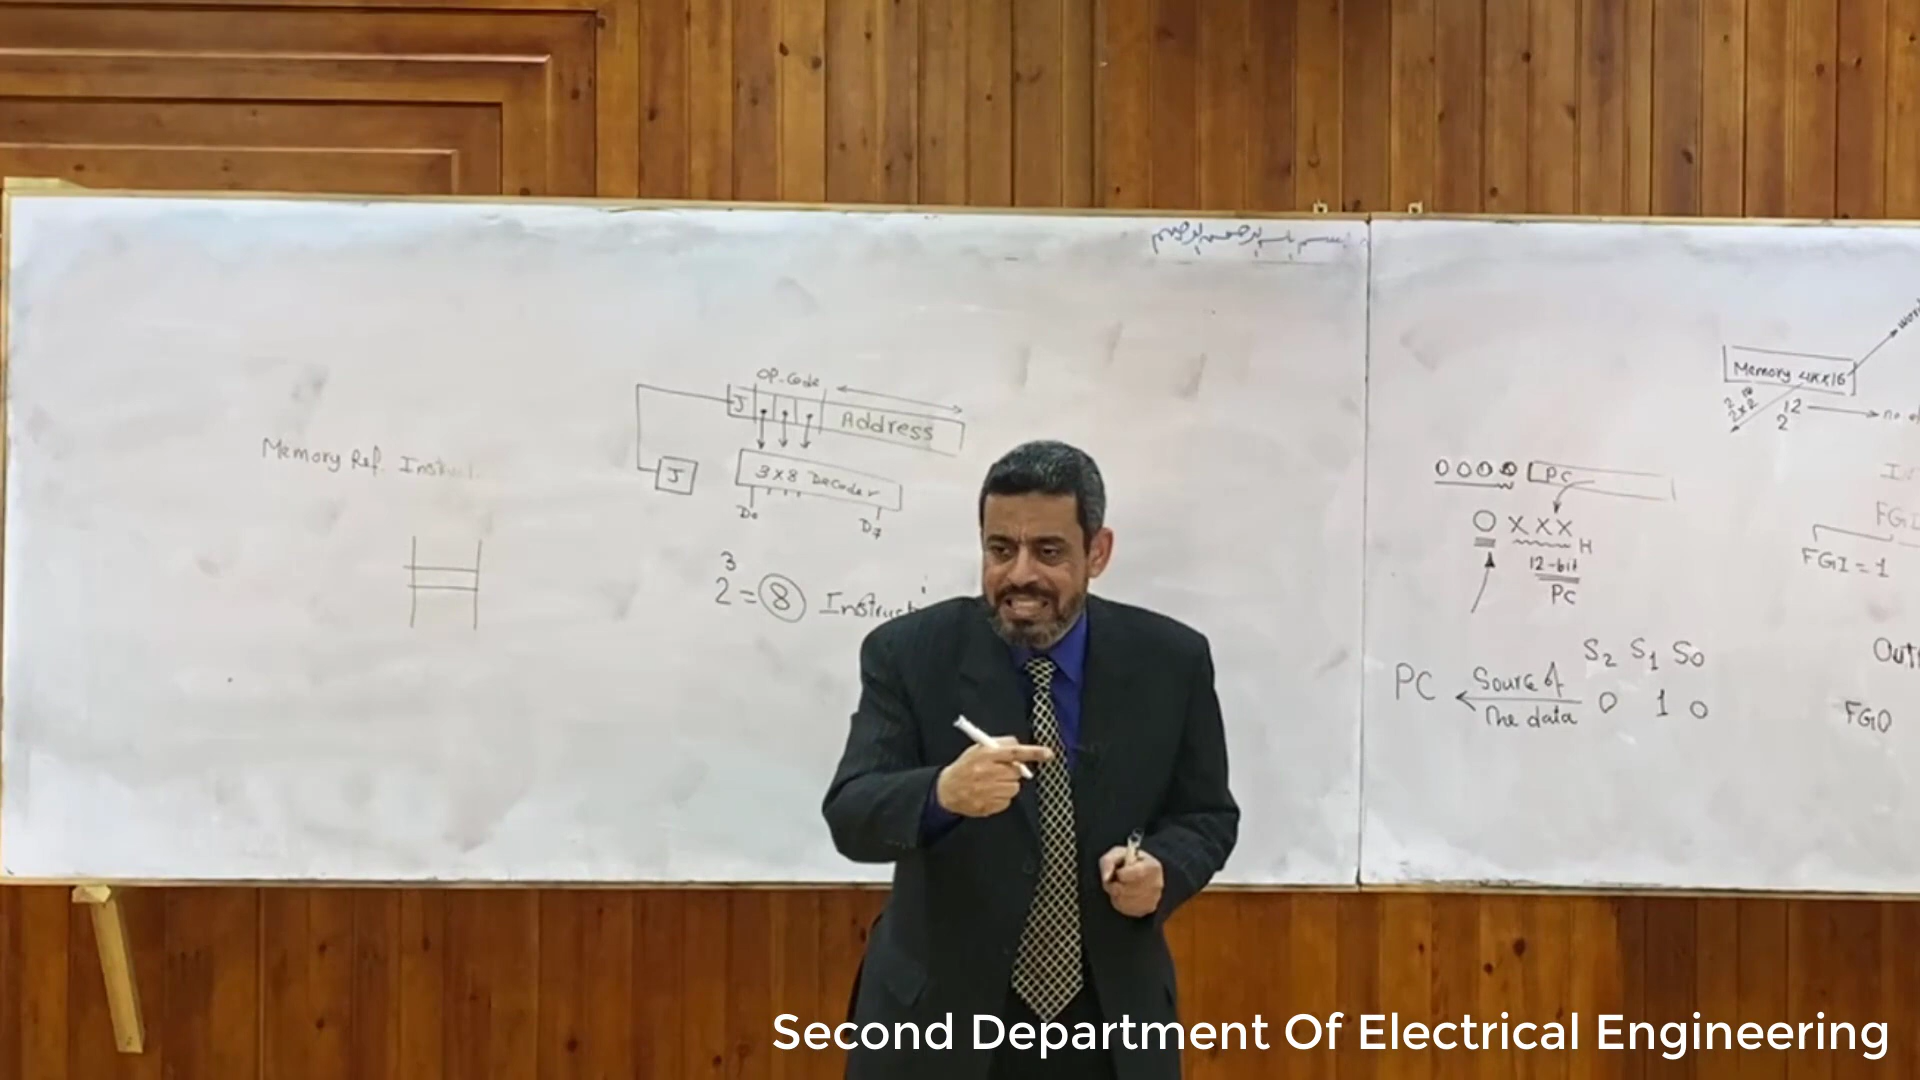 بسم الله الرحمن الرحيم
OP-Code
J Address
Memory Ref.
J
3x8 Decoder
D0 D7
2^3 = 8
Memory 4Kx16
12
2
0000 PC
0 XXX H
12-bit
PC
FGI = 1
S2 S1 S0
PC Source of 0 1 0
The data
FGO
Second Department Of Electrical Engineering